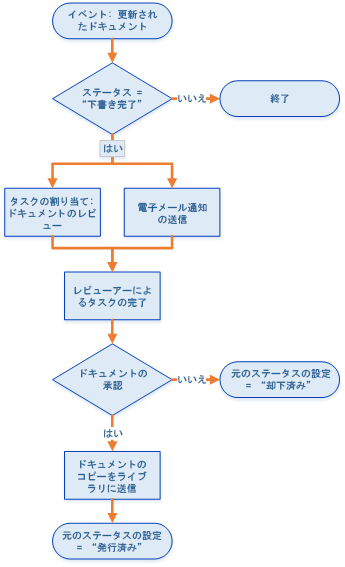 イベント: 更新され
たドキュメント
ステータス =
“下書き完了”
いいえ
終了
はい
タスクの割り当て:
ドキュメントのレビ
ュー
電子メール通知
の送信
レビューアーによ
るタスクの完了
ドキュメントの
承認
いいえ
元のステータスの設定
= “却下済み”
はい
ドキュメントの
コピーをライブ
ラリに送信
元のステータスの設定
= “発行済み”